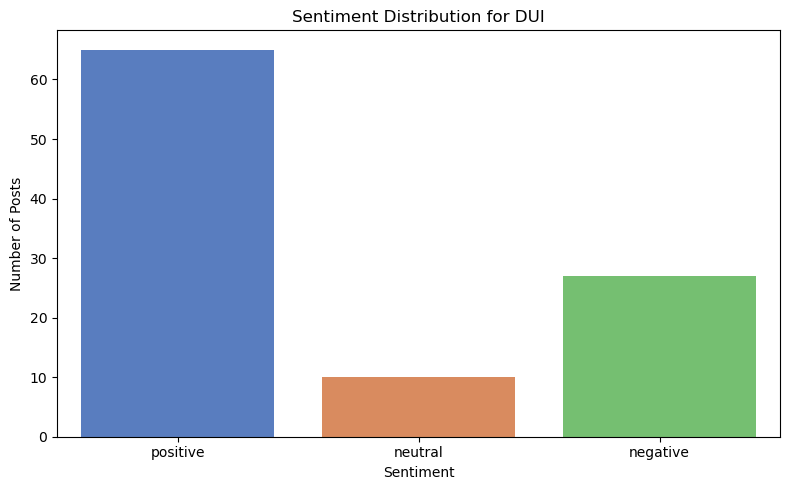 Sentiment Distribution for DUI
Number of Posts
60
50
40
30
20
10
0
positive neutral negative
Sentiment